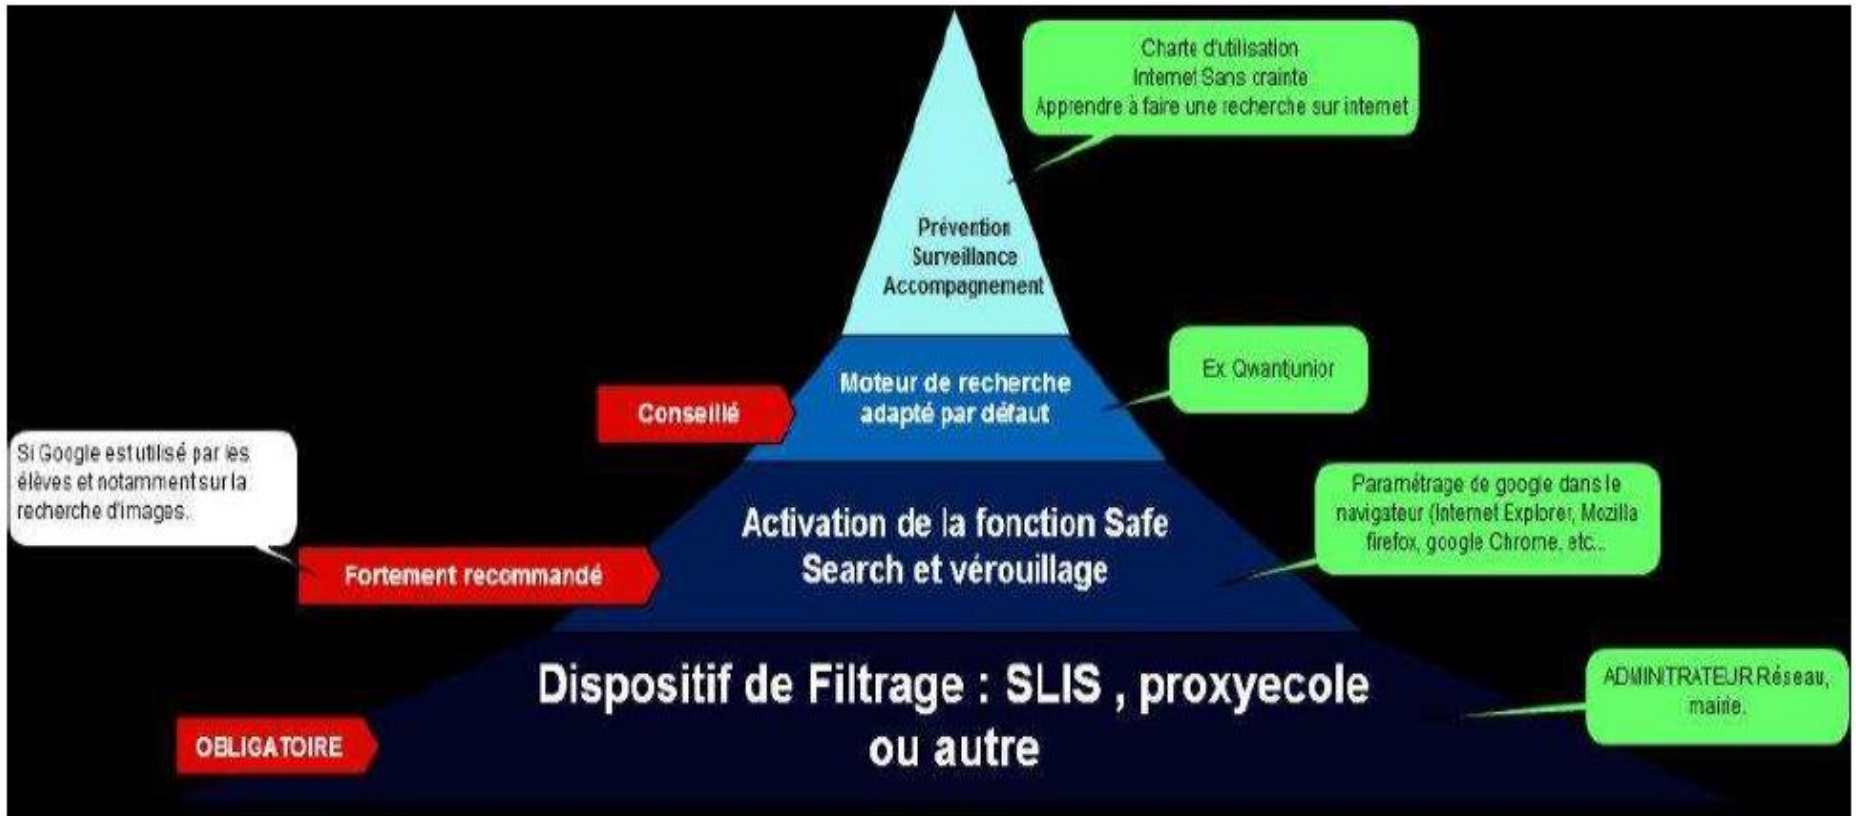 Charte d'utilisation
Internet Sans crainte
Apprendre à faire une recherche sur internet
Prévention
Surveillance
Accompagnement
Conseillé
Moteur de recherche
adapté par défaut
Ex Qwantjunior
Si Google est utilisé par les
élèves et notamment sur la
recherche d'images.
Fortement recommandé
Activation de la fonction Safe
Search et vérouillage
Paramétrage de google dans le
navigateur (Internet Explorer, Mozilla
firefox, google Chrome, etc...
OBLIGATOIRE
Dispositif de Filtrage : SLIS , proxyecole
ou autre
ADMINITRATEUR Réseau,
mairie.